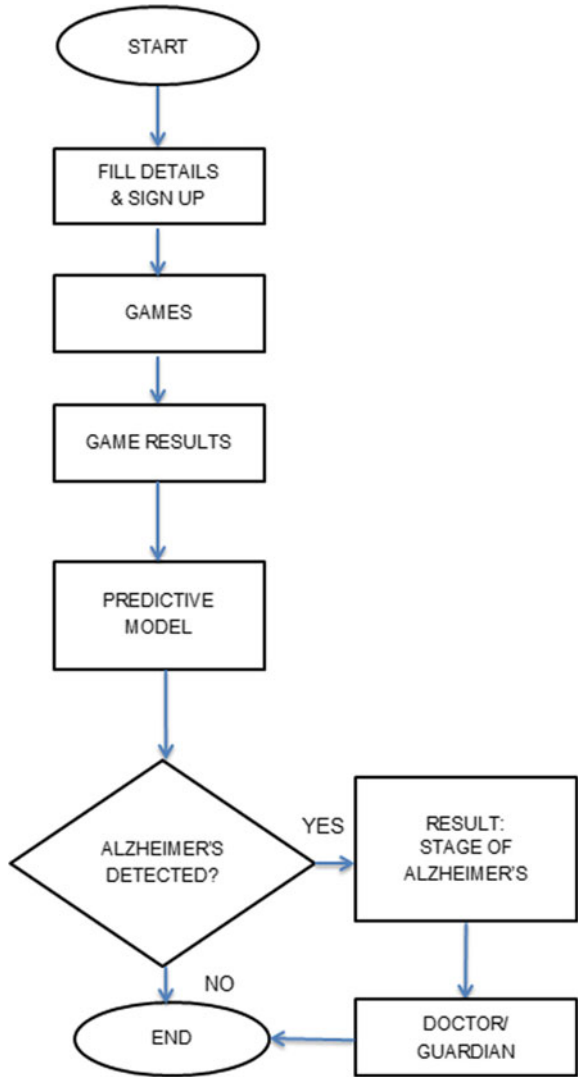 START
FILL DETAILS
& SIGN UP
GAMES
GAME RESULTS
PREDICTIVE
MODEL
ALZHEIMER'S
DETECTED?
YES
RESULT:
STAGE OF
ALZHEIMER'S
NO
END
DOCTOR/
GUARDIAN